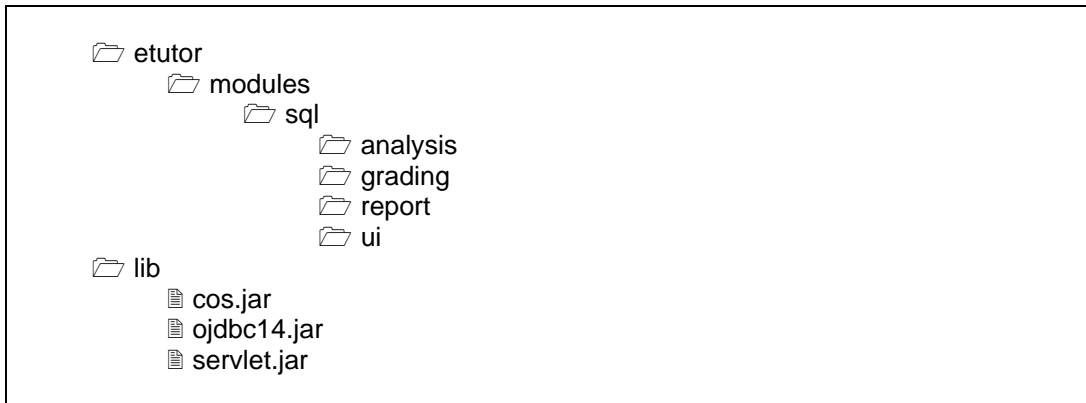 etutor
modules
sql
analysis
grading
report
ui
lib
cos.jar
ojdbc14.jar
servlet.jar